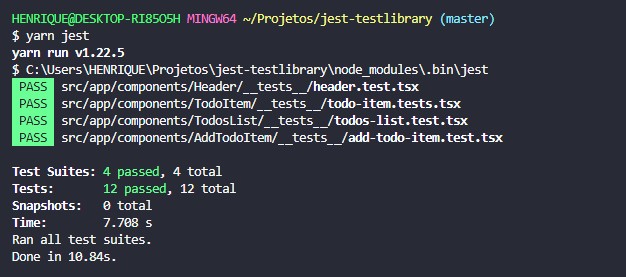 HENRIQUE@DESKTOP-RI85O5H MINGW64 ~/Projetos/jest-testlibrary (master)
$ yarn jest
yarn run v1.22.5
$ C:\Users\HENRIQUE\Projetos\jest-testlibrary\node_modules\.bin\jest
PASS src/app/components/Header/__tests__/header.test.tsx
PASS src/app/components/TodoItem/__tests__/todo-item.tests.tsx
PASS src/app/components/TodosList/__tests__/todos-list.test.tsx
PASS src/app/components/AddTodoItem/__tests__/add-todo-item.test.tsx
Test Suites: 4 passed, 4 total
Tests: 12 passed, 12 total
Snapshots: 0 total
Time: 7.708 s
Ran all test suites.
Done in 10.84s.